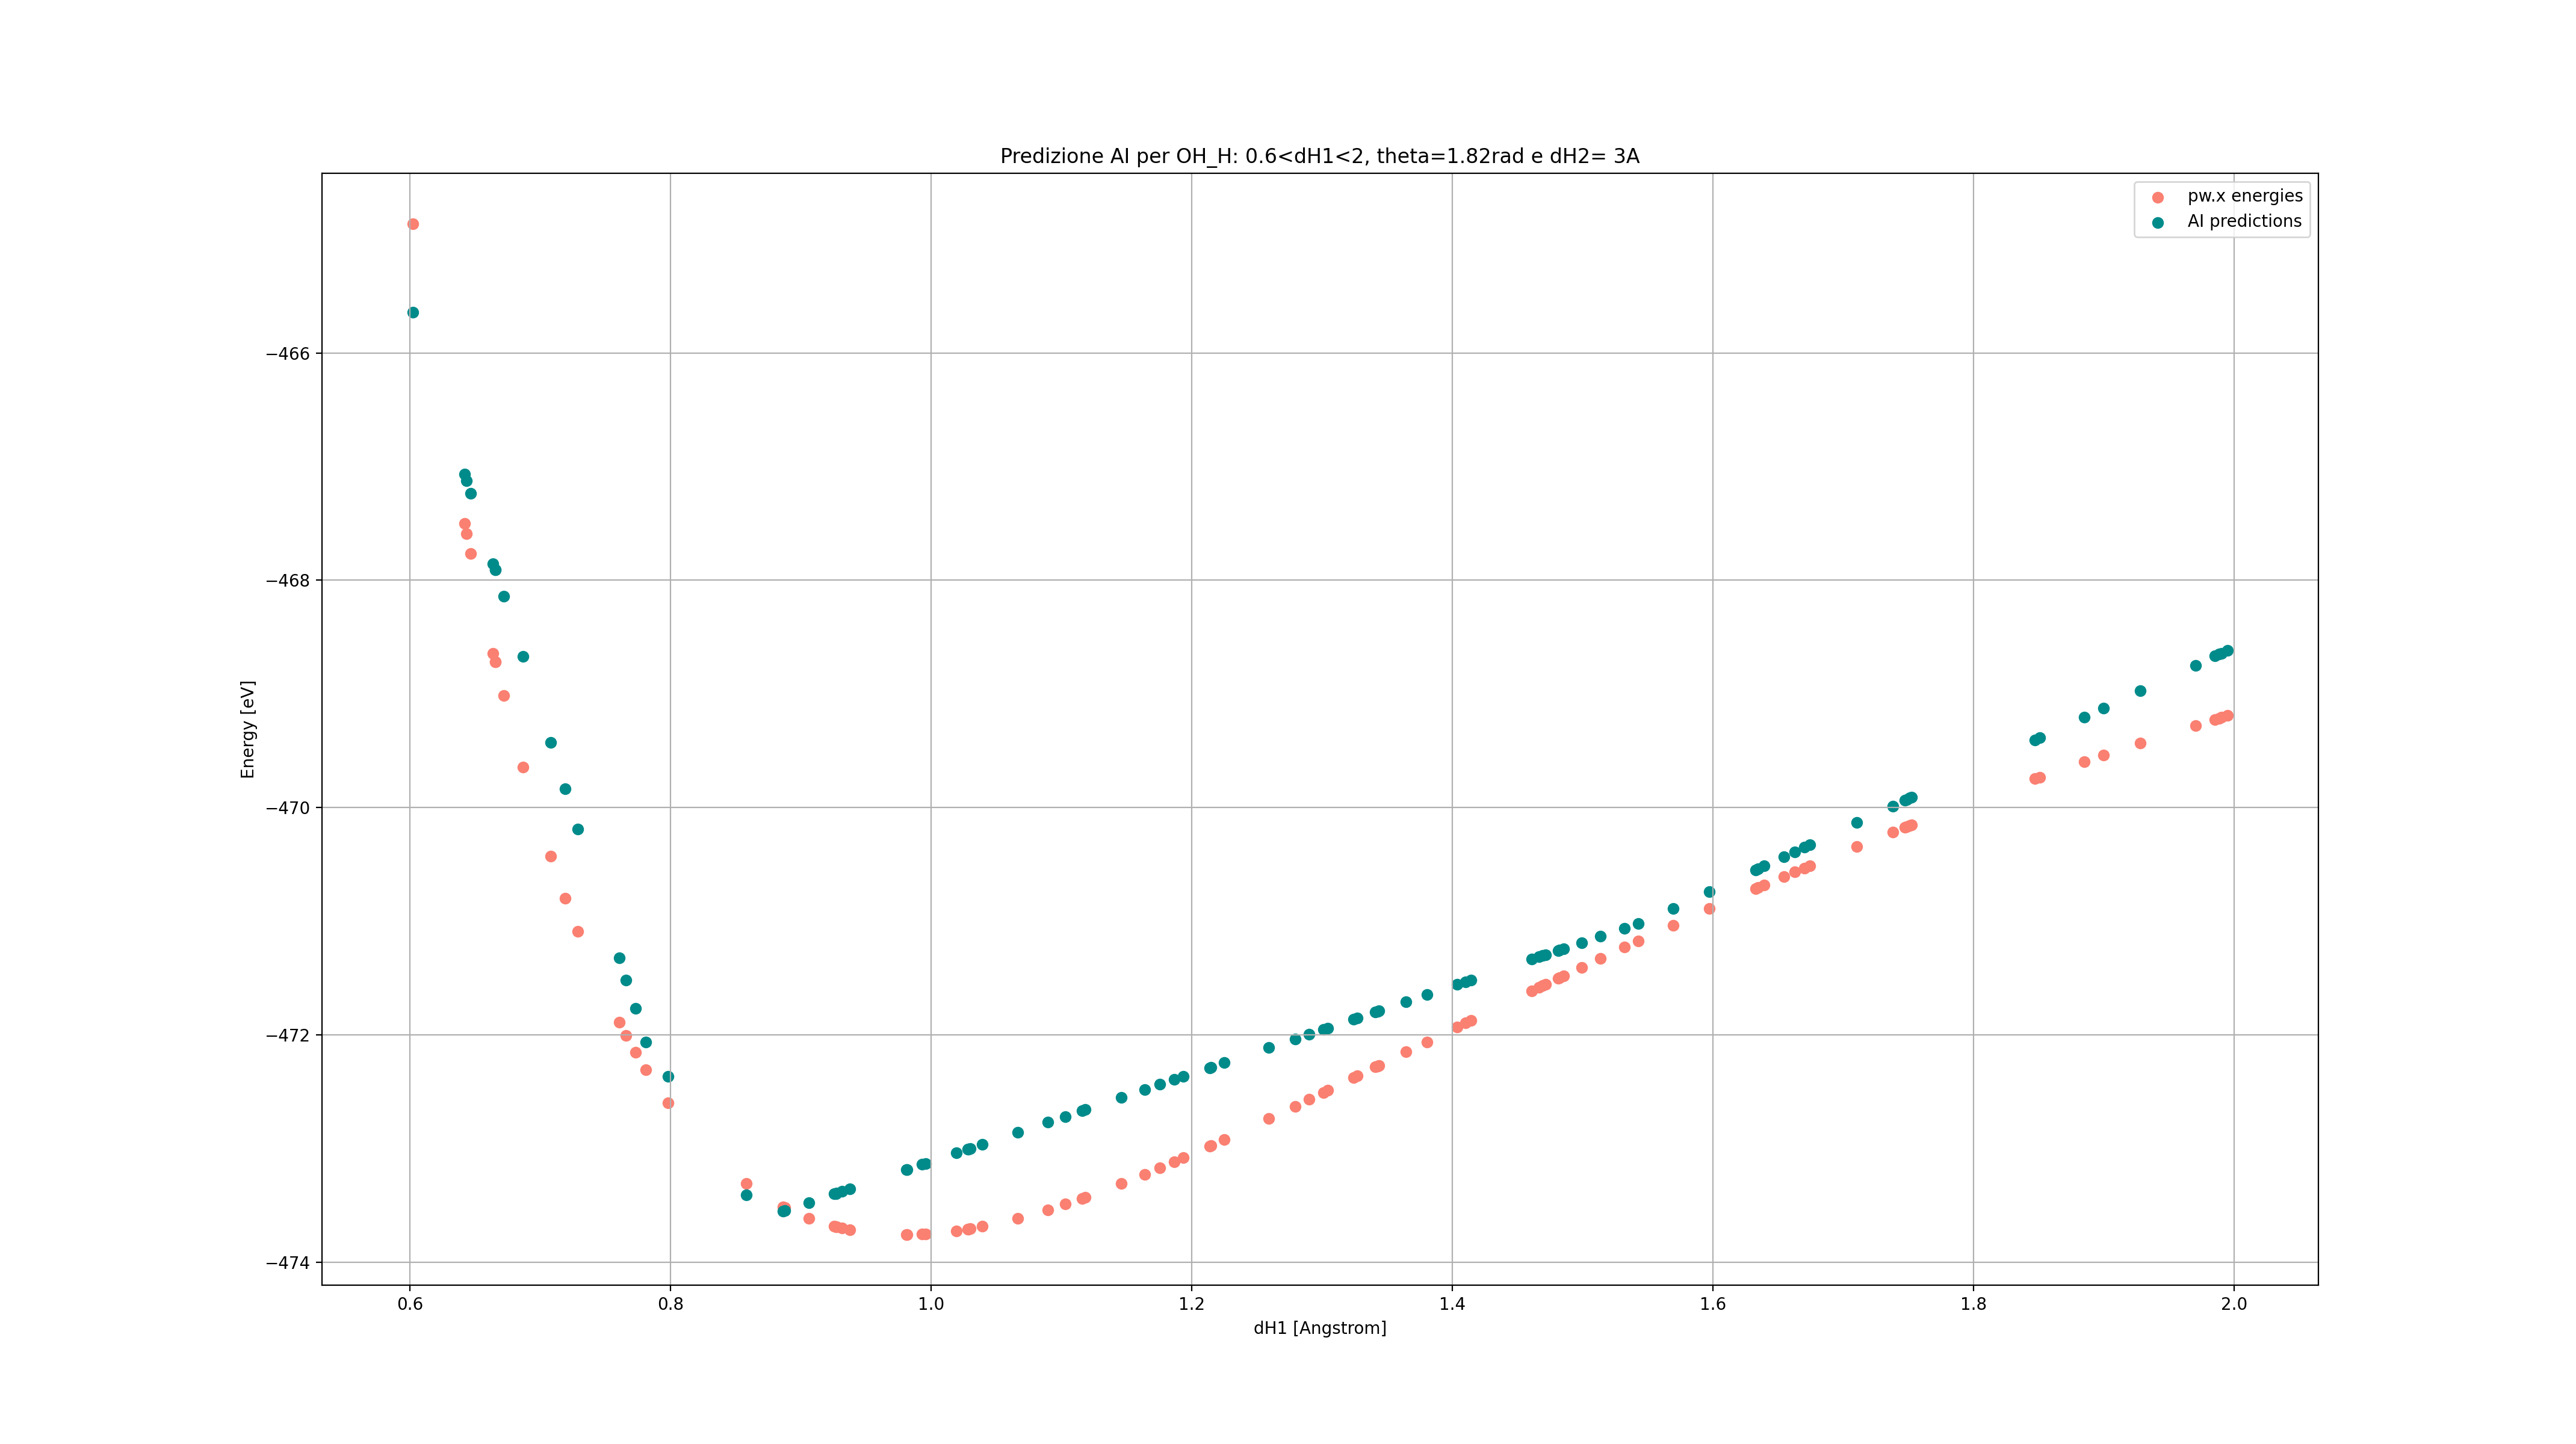 Predizione AI per OH_H: 0.6<dH1<2, theta=1.82rad e dH2= 3A
pw.x energies
AI predictions
Energy [eV]
−466
−468
−470
−472
−474
0.6 0.8 1.0 1.2 1.4 1.6 1.8 2.0
dH1 [Angstrom]